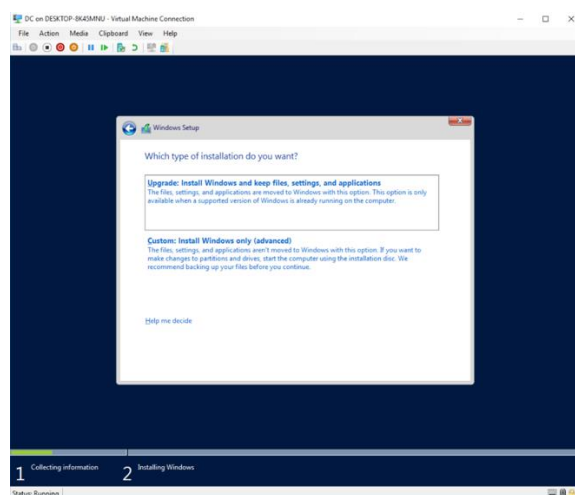 DC on DESKTOP-8K45MNU - Virtual Machine Connection
File Action Media Clipboard View Help
Windows Setup
Which type of installation do you want?
Upgrade: Install Windows and keep files, settings, and applications
The files, settings, and applications are moved to Windows with this option. This option is only
available when a supported version of Windows is already running on the computer.
Custom: Install Windows only (advanced)
The files, settings, and applications aren't moved to Windows with this option. If you want to
make changes to partitions and drives, start the computer using the installation disc. We
recommend backing up your files before you continue.
Help me decide
1 Collecting information 2 Installing Windows
Status: Running